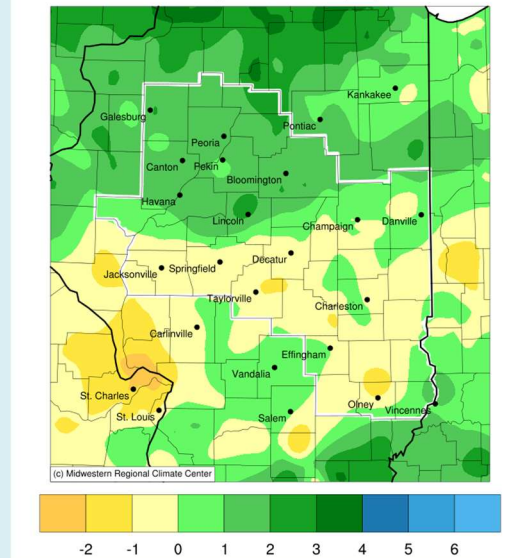 Kankakee
Galesburg
Pontiac
Peoria
Canton
Pekin
Bloomington
Havana
Lincoln
Champaign
Danville
Decatur
Jacksonville
Springfield
Taylorville
Charleston
Carlinville
Effingham
Vandalia
St. Charles
Olney
Vincennes
St. Louis
Salem
(c) Midwestern Regional Climate Center
-2 -1 0 1 2 3 4 5 6